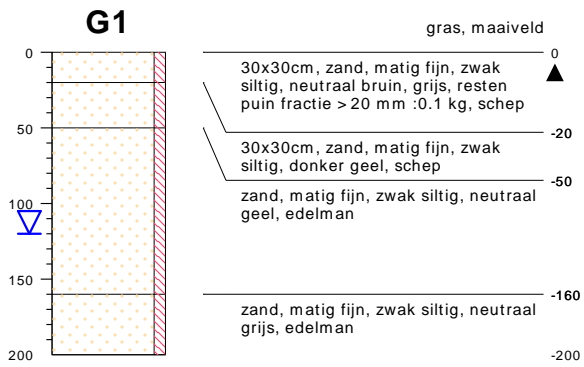 G1
gras, maaiveld
0
0
30x30cm, zand, matig fijn, zwak
siltig, neutraal bruin, grijs, resten
puin fractie > 20 mm :0.1 kg, schep
-20
50
30x30cm, zand, matig fijn, zwak
siltig, donker geel, schep
-50
100
zand, matig fijn, zwak siltig, neutraal
geel, edelman
150
-160
zand, matig fijn, zwak siltig, neutraal
grijs, edelman
200
-200